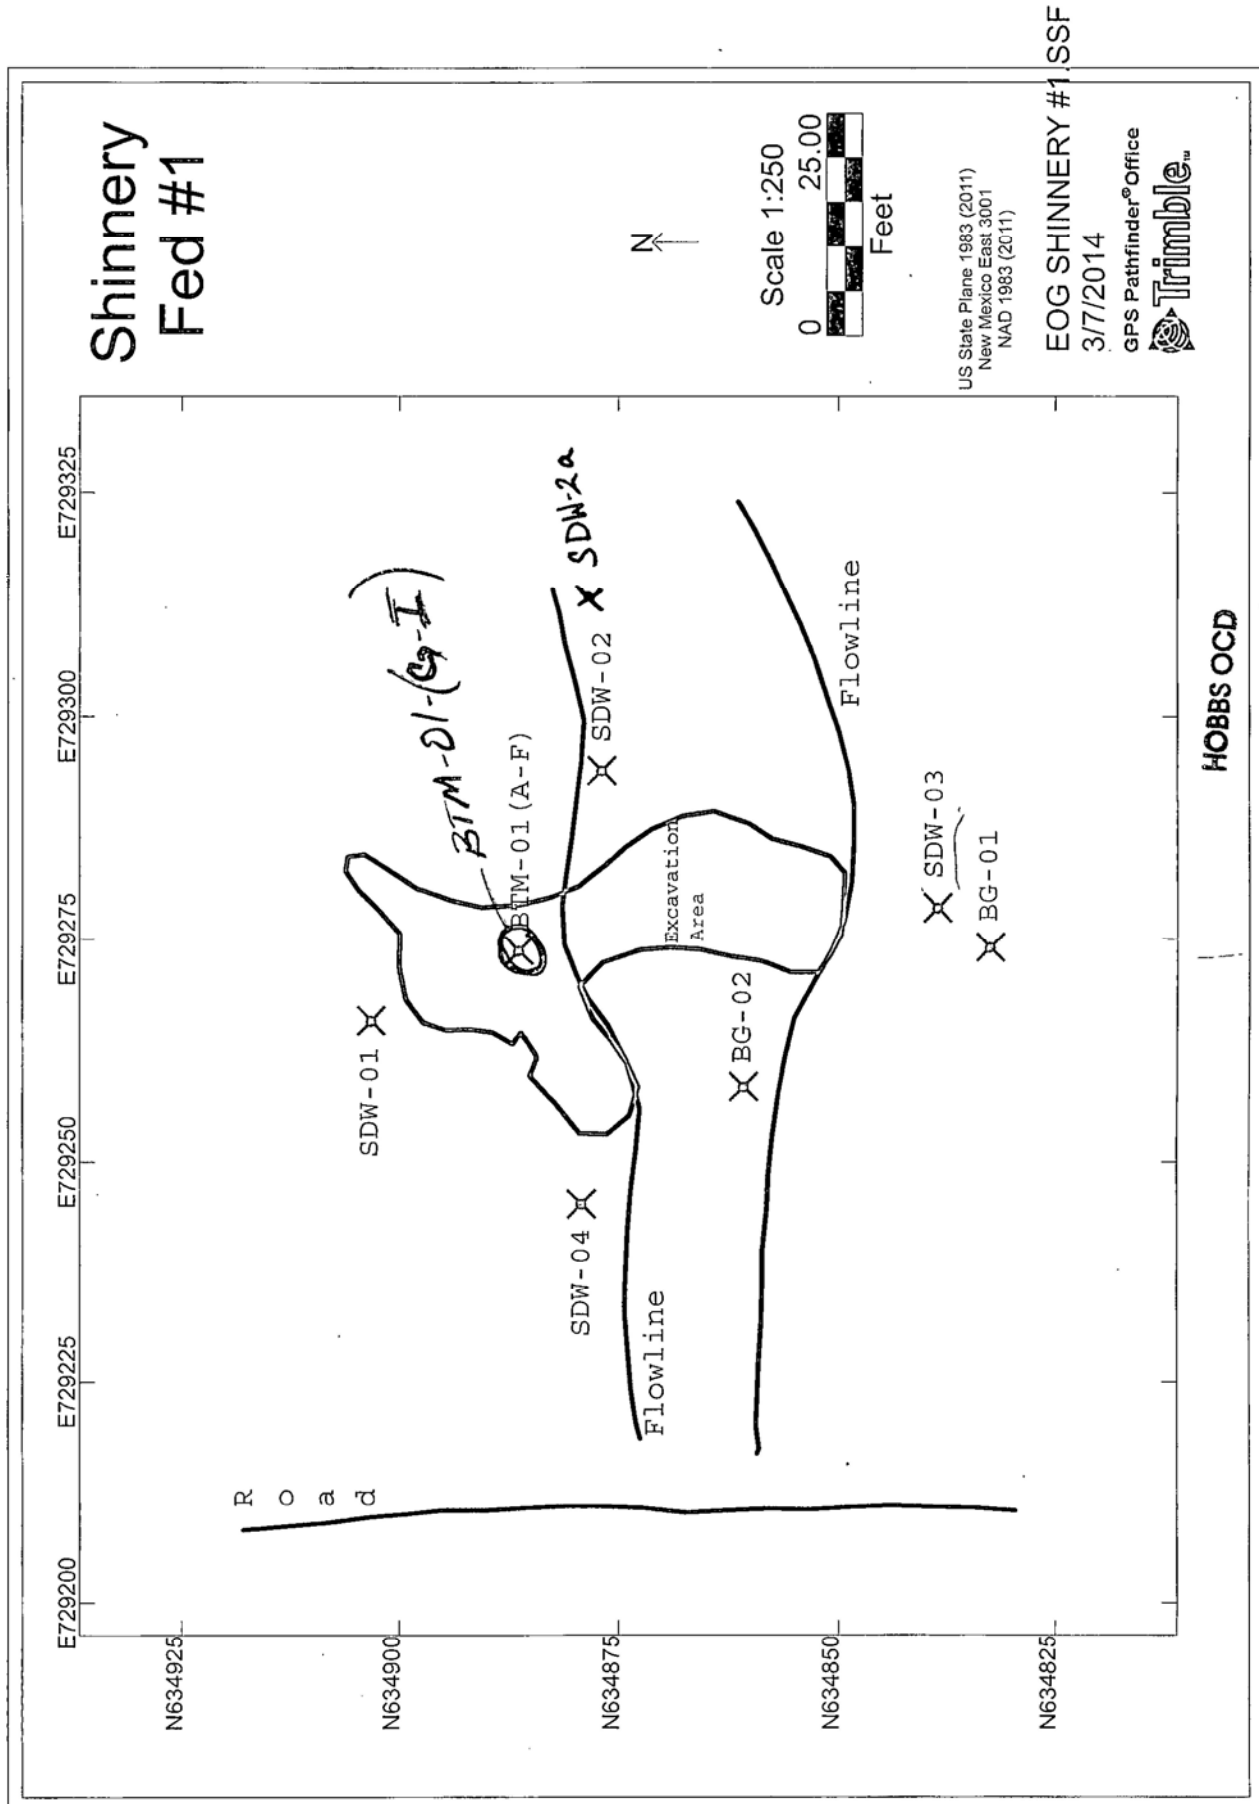 Shinnery
Fed #1
E729200
E729225
E729250
E729275
E729300
E729325
N634925
N634900
N634875
N634850
N634825
Road
SDW-01
BTM-01-(G-I)
BTM-01(A-F)
SDW-04
SDW-02
SDW-2a
Flowline
Excavation
Area
BG-02
Flowline
SDW-03
BG-01
N
Scale 1:250
0 25.00
Feet
US State Plane 1983 (2011)
New Mexico East 3001
NAD 1983 (2011)
EOG SHINNERY #1.SSF
3/7/2014
GPS Pathfinder® Office
Trimble™
HOBBS OCD